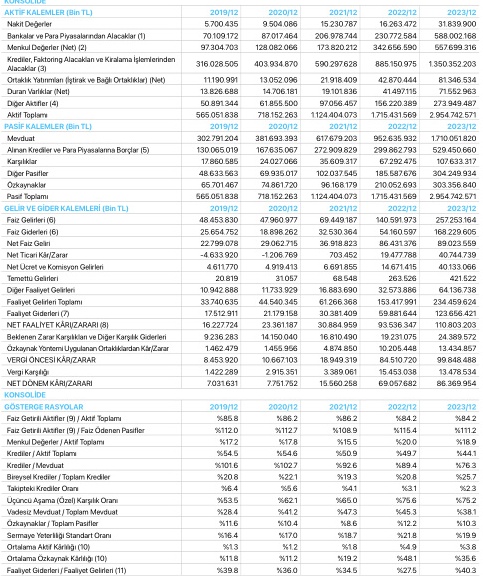 KONSOLİDE
AKTİF KALEMLER (Bin TL) 2019/12 2020/12 2021/12 2022/12 2023/12
Nakit Değerler 5.700.435 9.504.086 15.230.787 16.263.472 31.839.900
Bankalar ve Para Piyasalarından Alacaklar (1) 70.109.172 87.017.464 206.978.744 230.772.584 588.002.168
Menkul Değerler (Net) (2) 97.304.703 128.082.066 173.820.212 342.656.590 557.699.316
Krediler, Faktoring Alacakları ve Kiralama İşlemlerinden
Alacaklar (3) 316.028.505 403.934.870 590.297.628 885.150.975 1.350.352.203
Ortaklık Yatırımları (İştirak ve Bağlı Ortaklıklar) (Net) 11.190.991 13.052.096 21.918.409 42.870.444 81.346.534
Duran Varlıklar (Net) 13.826.688 14.706.181 19.101.836 41.497.115 71.552.963
Diğer Aktifler (4) 50.891.344 61.855.500 97.056.457 156.220.389 273.949.487
Aktif Toplamı 565.051.838 718.152.263 1.124.404.073 1.715.431.569 2.954.742.571
PASİF KALEMLER (Bin TL) 2019/12 2020/12 2021/12 2022/12 2023/12
Mevduat 302.791.204 381.693.393 617.679.203 952.635.932 1.710.051.820
Alınan Krediler ve Para Piyasalarına Borçlar (5) 130.065.019 167.635.067 272.909.829 299.862.793 529.450.660
Karşılıklar 17.860.585 24.027.066 35.609.317 67.292.475 107.633.317
Diğer Pasifler 48.633.563 69.935.017 102.037.545 185.587.676 304.249.934
Özkaynaklar 65.701.467 74.861.720 96.168.179 210.052.693 303.356.840
Pasif Toplamı 565.051.838 718.152.263 1.124.404.073 1.715.431.569 2.954.742.571
GELİR VE GİDER KALEMLERİ (Bin TL) 2019/12 2020/12 2021/12 2022/12 2023/12
Faiz Gelirleri (6) 48.453.830 47.960.977 69.449.187 140.591.973 257.253.164
Faiz Giderleri (6) 25.654.752 18.898.262 32.530.364 54.160.597 168.229.605
Net Faiz Geliri 22.799.078 29.062.715 36.918.823 86.431.376 89.023.559
Net Ticari Kâr/Zarar -4.633.920 -1.206.769 703.452 19.477.788 40.744.739
Net Ücret ve Komisyon Gelirleri 4.611.770 4.919.413 6.691.855 14.671.415 40.133.066
Temettü Gelirleri 20.819 31.057 68.548 263.526 421.522
Diğer Faaliyet Gelirleri 10.942.888 11.733.929 16.883.690 32.573.886 64.136.738
Faaliyet Gelirleri Toplamı 33.740.635 44.540.345 61.266.368 153.417.991 234.459.624
Faaliyet Giderleri (7) 17.512.911 21.179.158 30.381.409 59.881.644 123.656.421
NET FAALİYET KÂRI/ZARARI (8) 16.227.724 23.361.187 30.884.959 93.536.347 110.803.203
Beklenen Zarar Karşılıkları ve Diğer Karşılık Giderleri 9.236.283 14.150.040 16.810.490 19.231.075 24.389.572
Özkaynak Yöntemi Uygulanan Ortaklıklardan Kâr/Zarar 1.462.479 1.455.956 4.874.850 10.205.448 13.434.857
VERGİ ÖNCESİ KÂR/ZARAR 8.453.920 10.667.103 18.949.319 84.510.720 99.848.488
Vergi Karşılığı 1.422.289 2.915.351 3.389.061 15.453.038 13.478.534
NET DÖNEM KÂRI/ZARARI 7.031.631 7.751.752 15.560.258 69.057.682 86.369.954
KONSOLİDE
GÖSTERGE RASYOLAR 2019/12 2020/12 2021/12 2022/12 2023/12
Faiz Getirili Aktifler (9) / Aktif Toplamı %85.8 %86.2 %86.2 %84.2 %84.2
Faiz Getirili Aktifler (9) / Faiz Ödenen Pasifler %112.0 %112.7 %108.9 %115.4 %111.2
Menkul Değerler / Aktif Toplamı %17.2 %17.8 %15.5 %20.0 %18.9
Krediler / Aktif Toplamı %54.5 %54.6 %50.9 %49.7 %44.1
Krediler / Mevduat %101.6 %102.7 %92.6 %89.4 %76.3
Bireysel Krediler / Toplam Krediler %20.8 %22.1 %19.3 %20.8 %25.7
Takipteki Krediler Oranı %6.4 %5.6 %4.1 %3.1 %2.3
Üçüncü Aşama (Özel) Karşılık Oranı %53.5 %62.1 %65.0 %75.6 %75.2
Vadesiz Mevduat / Toplam Mevduat %28.4 %41.2 %47.3 %45.3 %38.1
Özkaynaklar / Toplam Pasifler %11.6 %10.4 %8.6 %12.2 %10.3
Sermaye Yeterliliği Standart Oranı %16.4 %17.0 %18.7 %21.8 %19.9
Ortalama Aktif Kârlılığı (10) %1.3 %1.2 %1.8 %4.9 %3.8
Ortalama Özkaynak Kârlılığı (10) %11.8 %11.2 %19.2 %48.1 %35.6
Faaliyet Giderleri / Faaliyet Gelirleri (11) %39.8 %36.0 %34.5 %27.5 %40.3